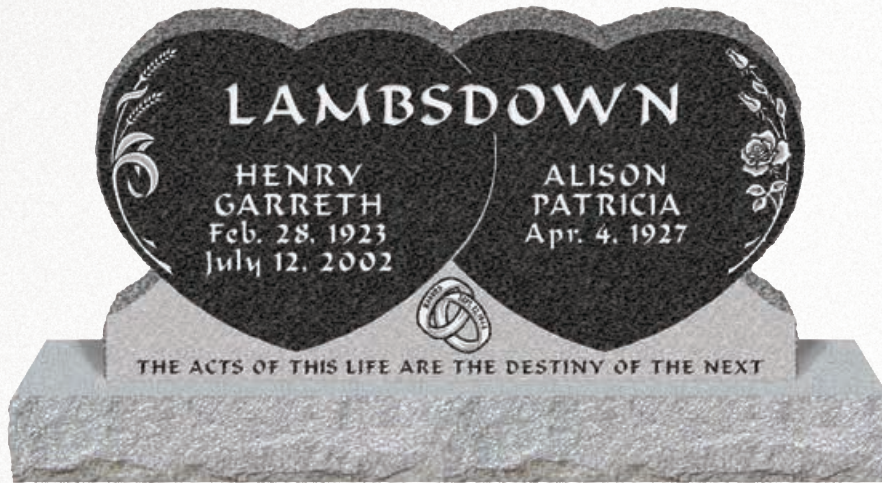 LAMBSDOWN
HENRY
GARRETH
Feb. 28. 1923
July 12. 2002
ALISON
PATRICIA
Apr. 4. 1927
MARRIED
THE ACTS OF THIS LIFE ARE THE DESTINY OF THE NEXT